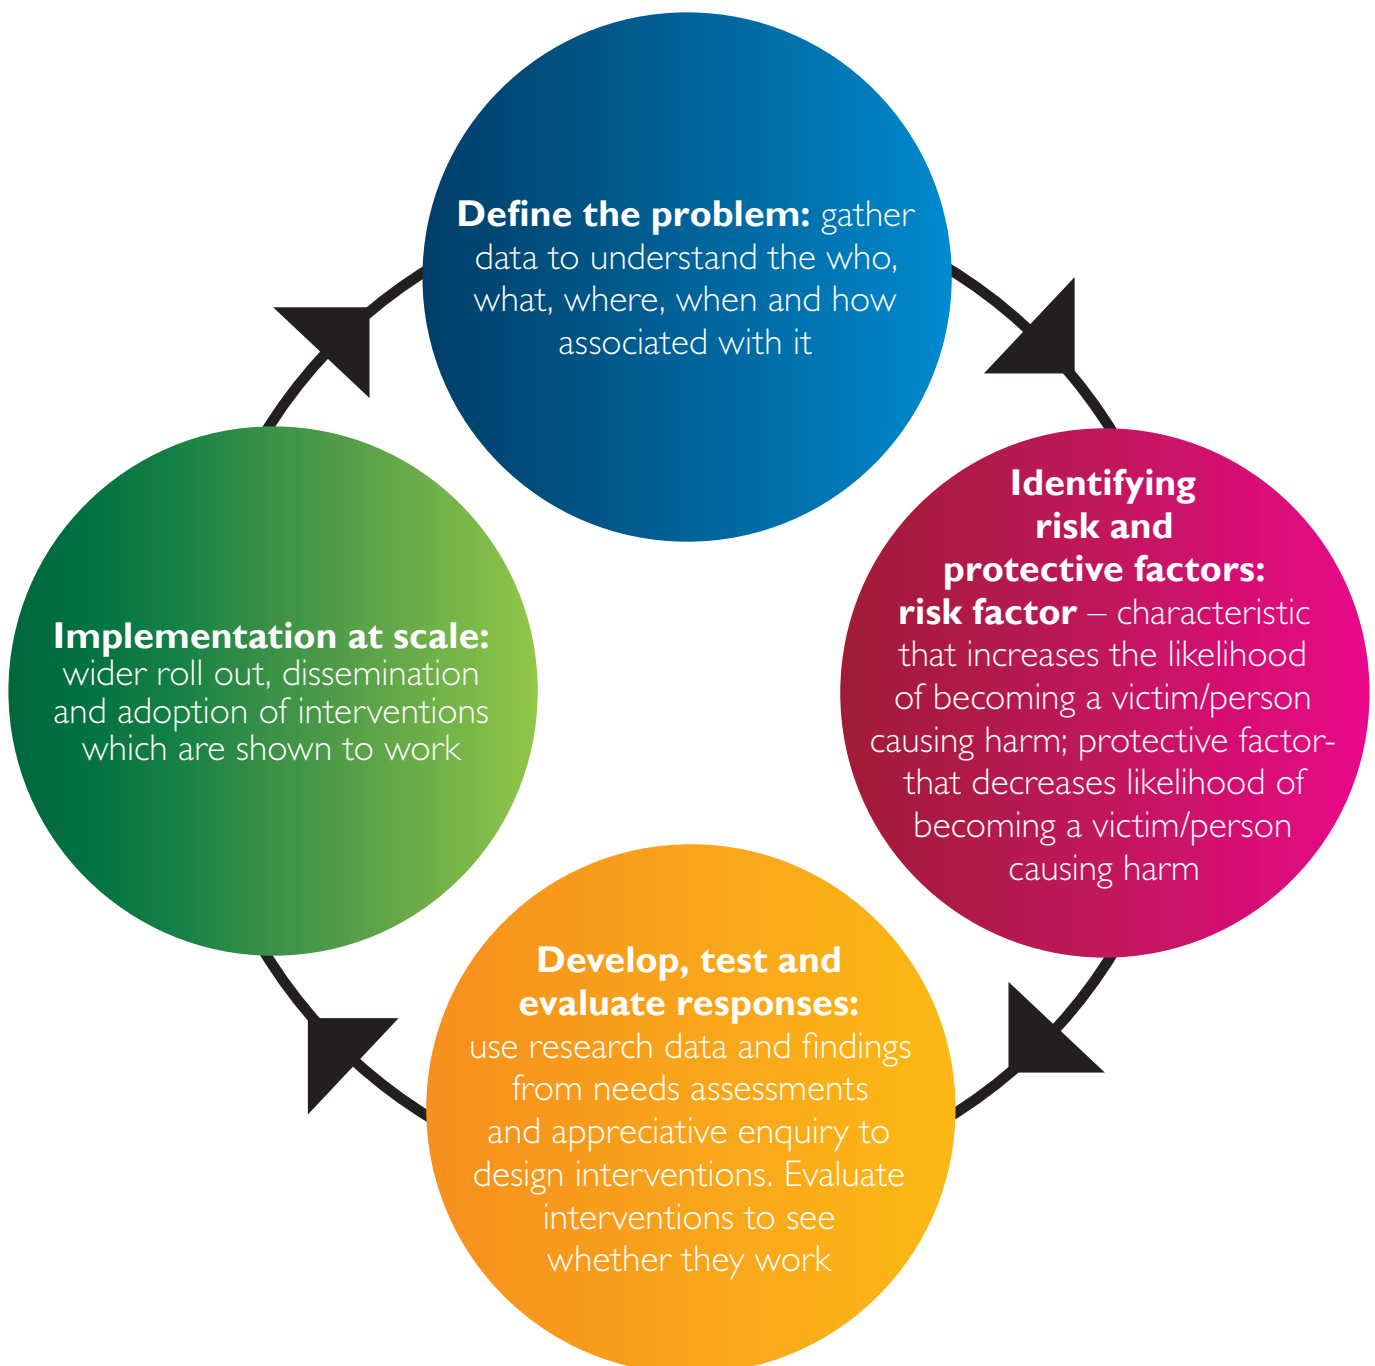 Define the problem: gather
data to understand the who,
what, where, when and how
associated with it
Identifying
risk and
protective factors:
risk factor – characteristic
that increases the likelihood
of becoming a victim/person
causing harm; protective factor-
that decreases likelihood of
becoming a victim/person
causing harm
Develop, test and
evaluate responses:
use research data and findings
from needs assessments
and appreciative enquiry to
design interventions. Evaluate
interventions to see
whether they work
Implementation at scale:
wider roll out, dissemination
and adoption of interventions
which are shown to work